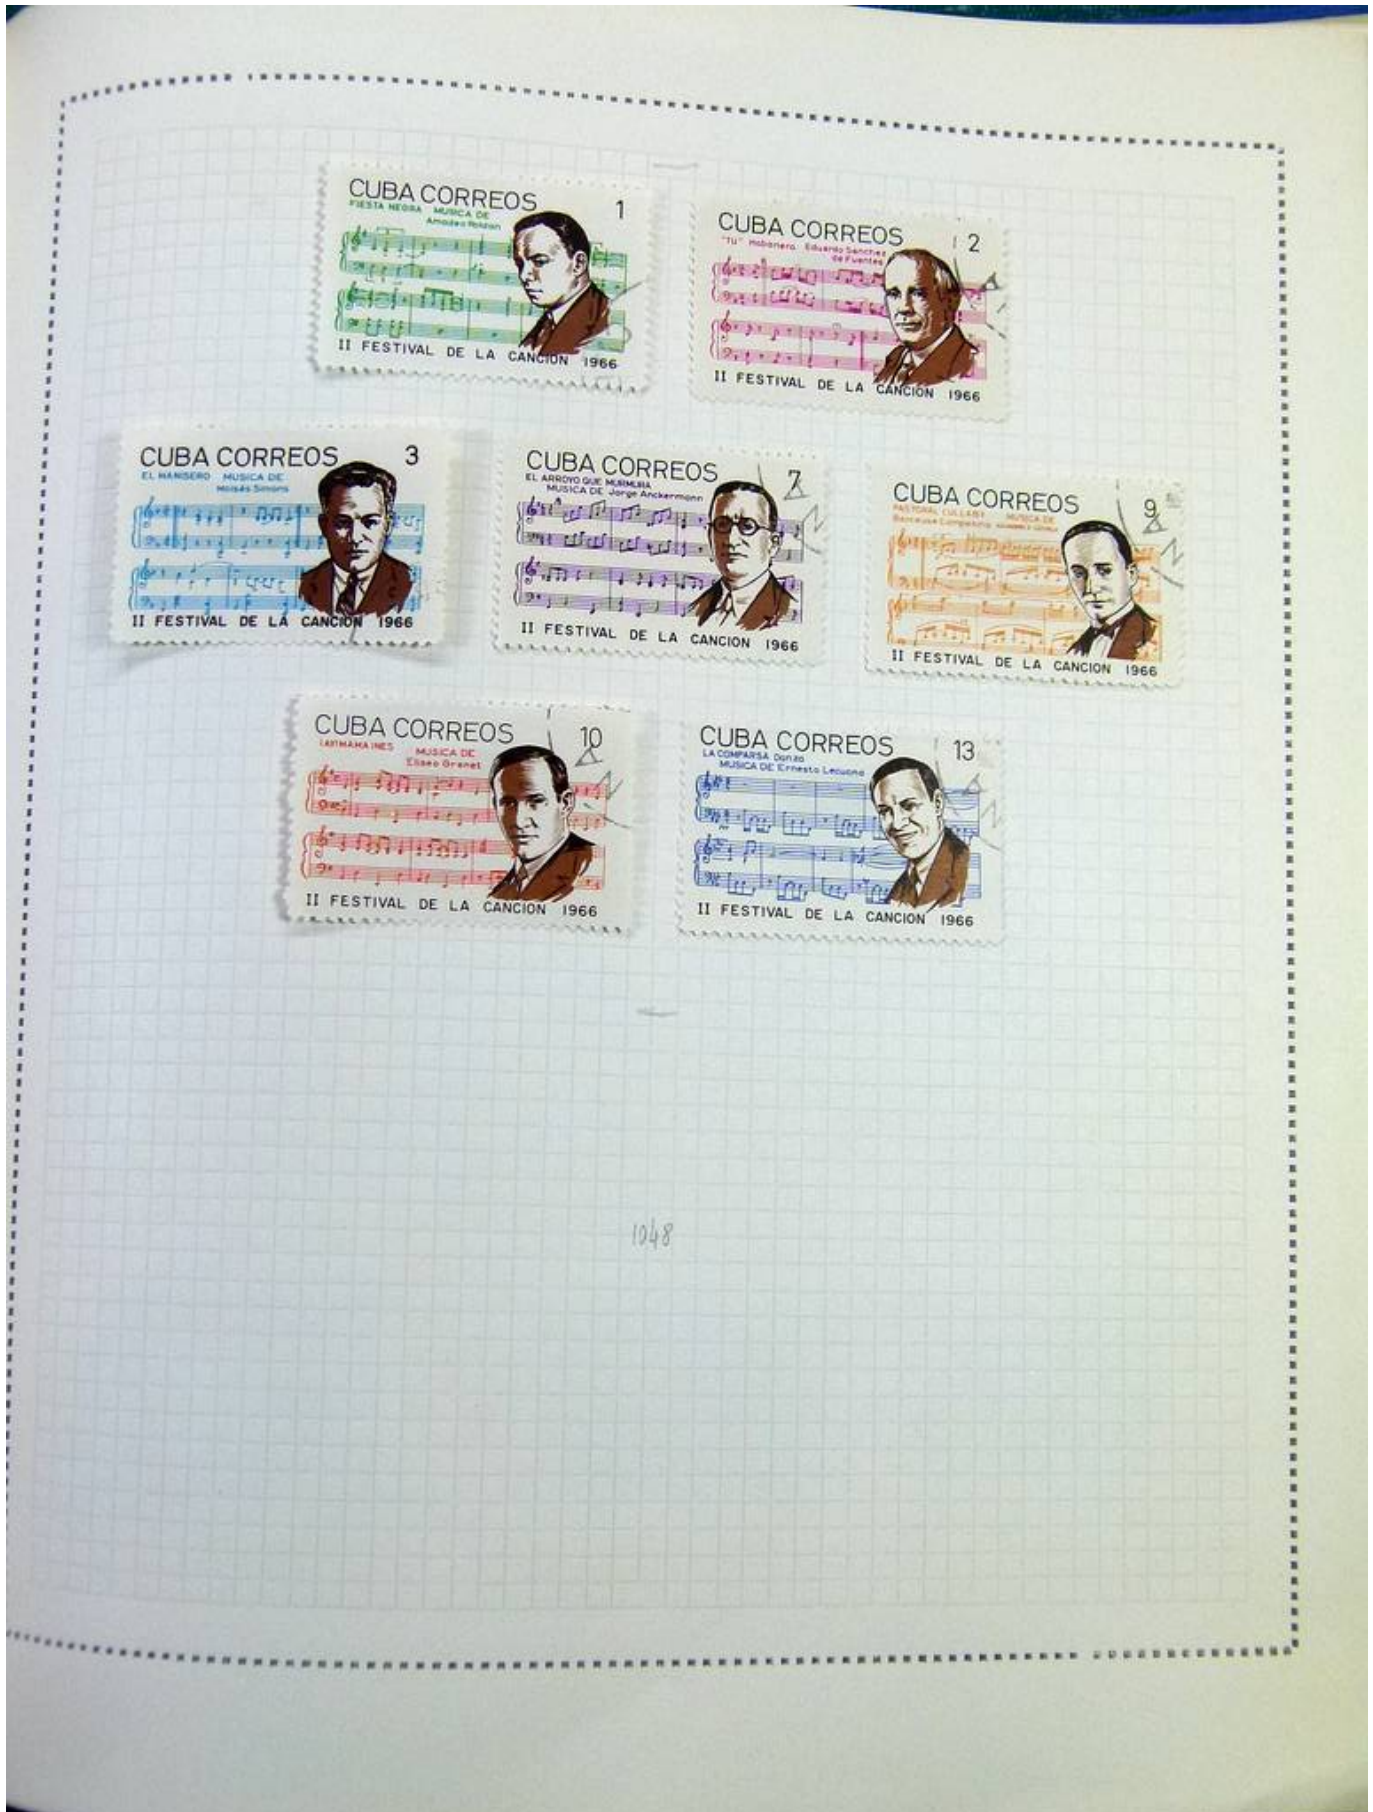 CUBA CORREOS 1
FIESTA NEGRA MUSICA DE
Amadeo Roldan
II FESTIVAL DE LA CANCION 1966
CUBA CORREOS 2
"TU" Habanera Eduardo Sanchez
de Fuentes
II FESTIVAL DE LA CANCION 1966
CUBA CORREOS 3
EL MANISERO MUSICA DE
Moisés Simons
II FESTIVAL DE LA CANCION 1966
CUBA CORREOS 7
EL ARROYO QUE MURMURA
MUSICA DE Jorge Anckermann
II FESTIVAL DE LA CANCION 1966
CUBA CORREOS 9
PASTORAL LULLABY MUSICA DE
Berceuse Campesina
II FESTIVAL DE LA CANCION 1966
CUBA CORREOS 10
MUSICA DE
Eliseo Grenet
II FESTIVAL DE LA CANCION 1966
CUBA CORREOS 13
LA COMPARSA Danza
MUSICA DE Ernesto Lecuona
II FESTIVAL DE LA CANCION 1966
1048